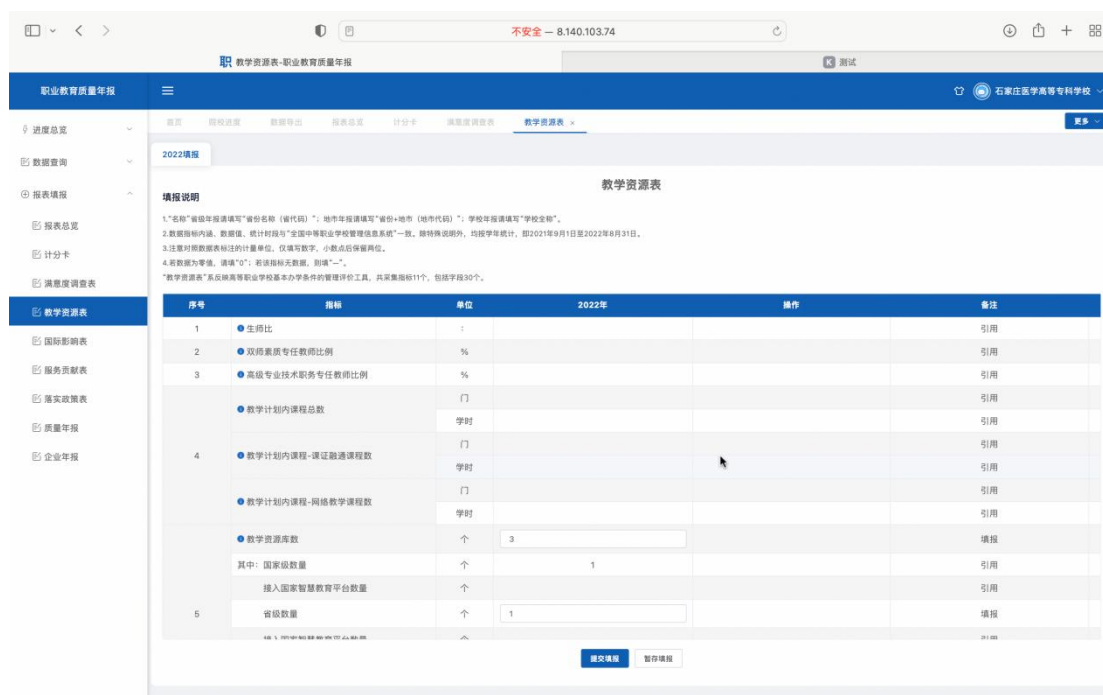 不安全 — 8.140.103.74
职 教学资源表-职业教育质量年报
K 测试
职业教育质量年报
石家庄医学高等专科学校
进度总览
数据查询
报表填报
报表总览
计分卡
满意度调查表
教学资源表
国际影响表
服务贡献表
落实政策表
质量年报
企业年报
首页 院校进度 数据导出 报表总览 计分卡 满意度调查表 教学资源表 × 更多
2022填报
教学资源表
填报说明
1."名称"省级年报请填写"省份名称（省代码）"；地市年报请填写"省份+地市（地市代码）"；学校年报请填写"学校全称"。
2.数据指标内涵、数据值、统计时段与"全国中等职业学校管理信息系统"一致。除特殊说明外，均按学年统计，即2021年9月1日至2022年8月31日。
3.注意对照数据表标注的计量单位，仅填写数字，小数点后保留两位。
4.若数据为零值，请填"0"；若该指标无数据，则填"—"。
"教学资源表"系反映高等职业学校基本办学条件的管理评价工具，共采集指标11个，包括字段30个。
序号 指标 单位 2022年 操作 备注
1 生师比 : 引用
2 双师素质专任教师比例 % 引用
3 高级专业技术职务专任教师比例 % 引用
4 教学计划内课程总数 门 引用
学时 引用
教学计划内课程-课证融通课程数 门 引用
学时 引用
教学计划内课程-网络教学课程数 门 引用
学时 引用
5 教学资源库数 个 3 填报
其中: 国家级数量 个 1 引用
接入国家智慧教育平台数量 个 引用
省级数量 个 1 填报
接入国家智慧教育平台数量 个 引用
提交填报 暂存填报